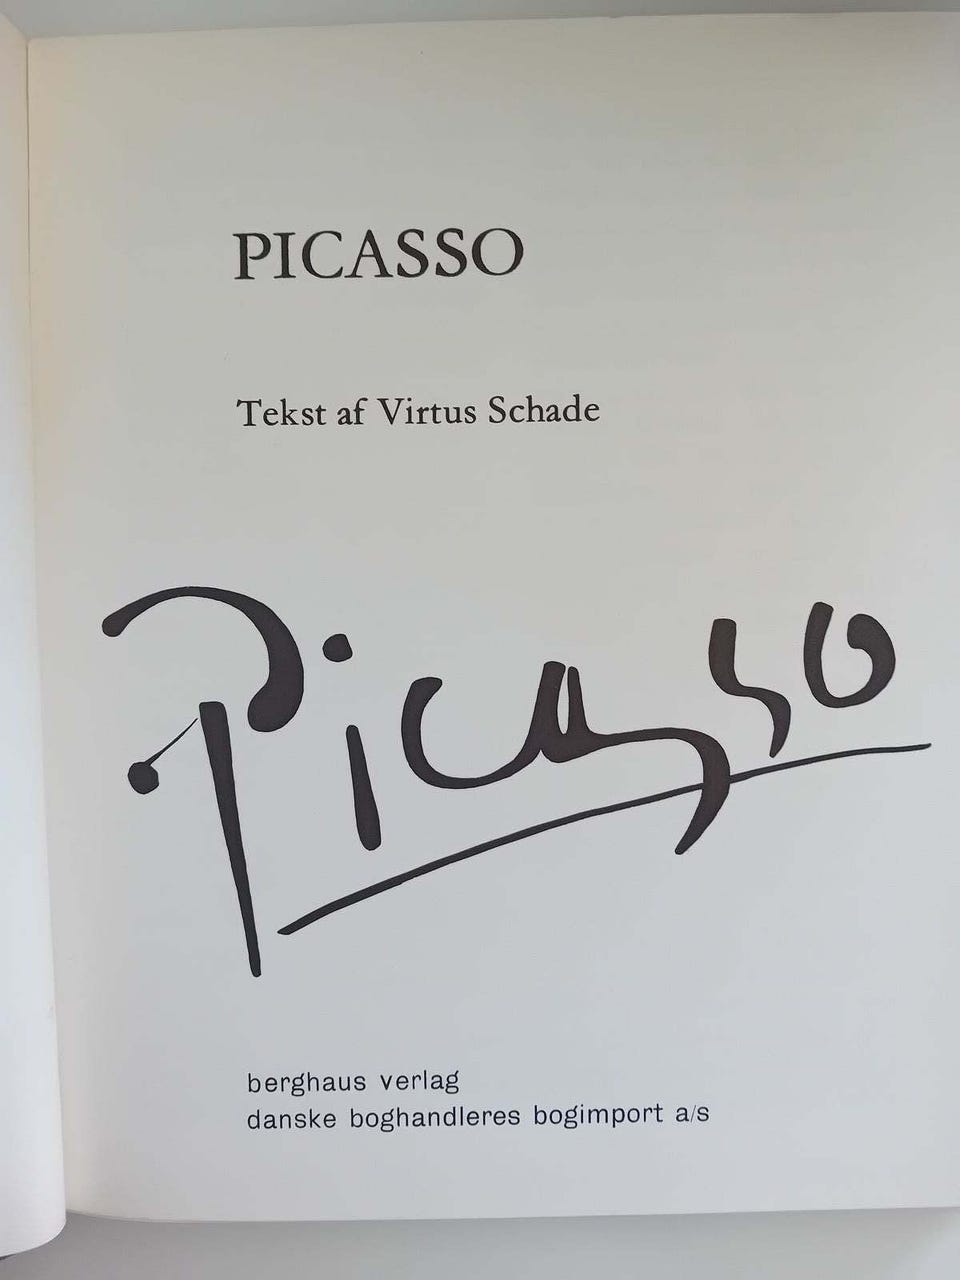 PICASSO
Tekst af Virtus Schade
Picasso
berghaus verlag
danske boghandleres bogimport a/s